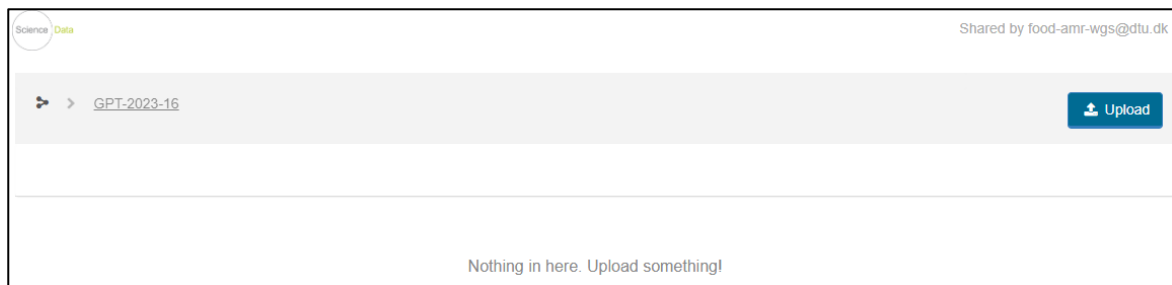 Science Data
Shared by food-amr-wgs@dtu.dk
GPT-2023-16
Upload
Nothing in here. Upload something!